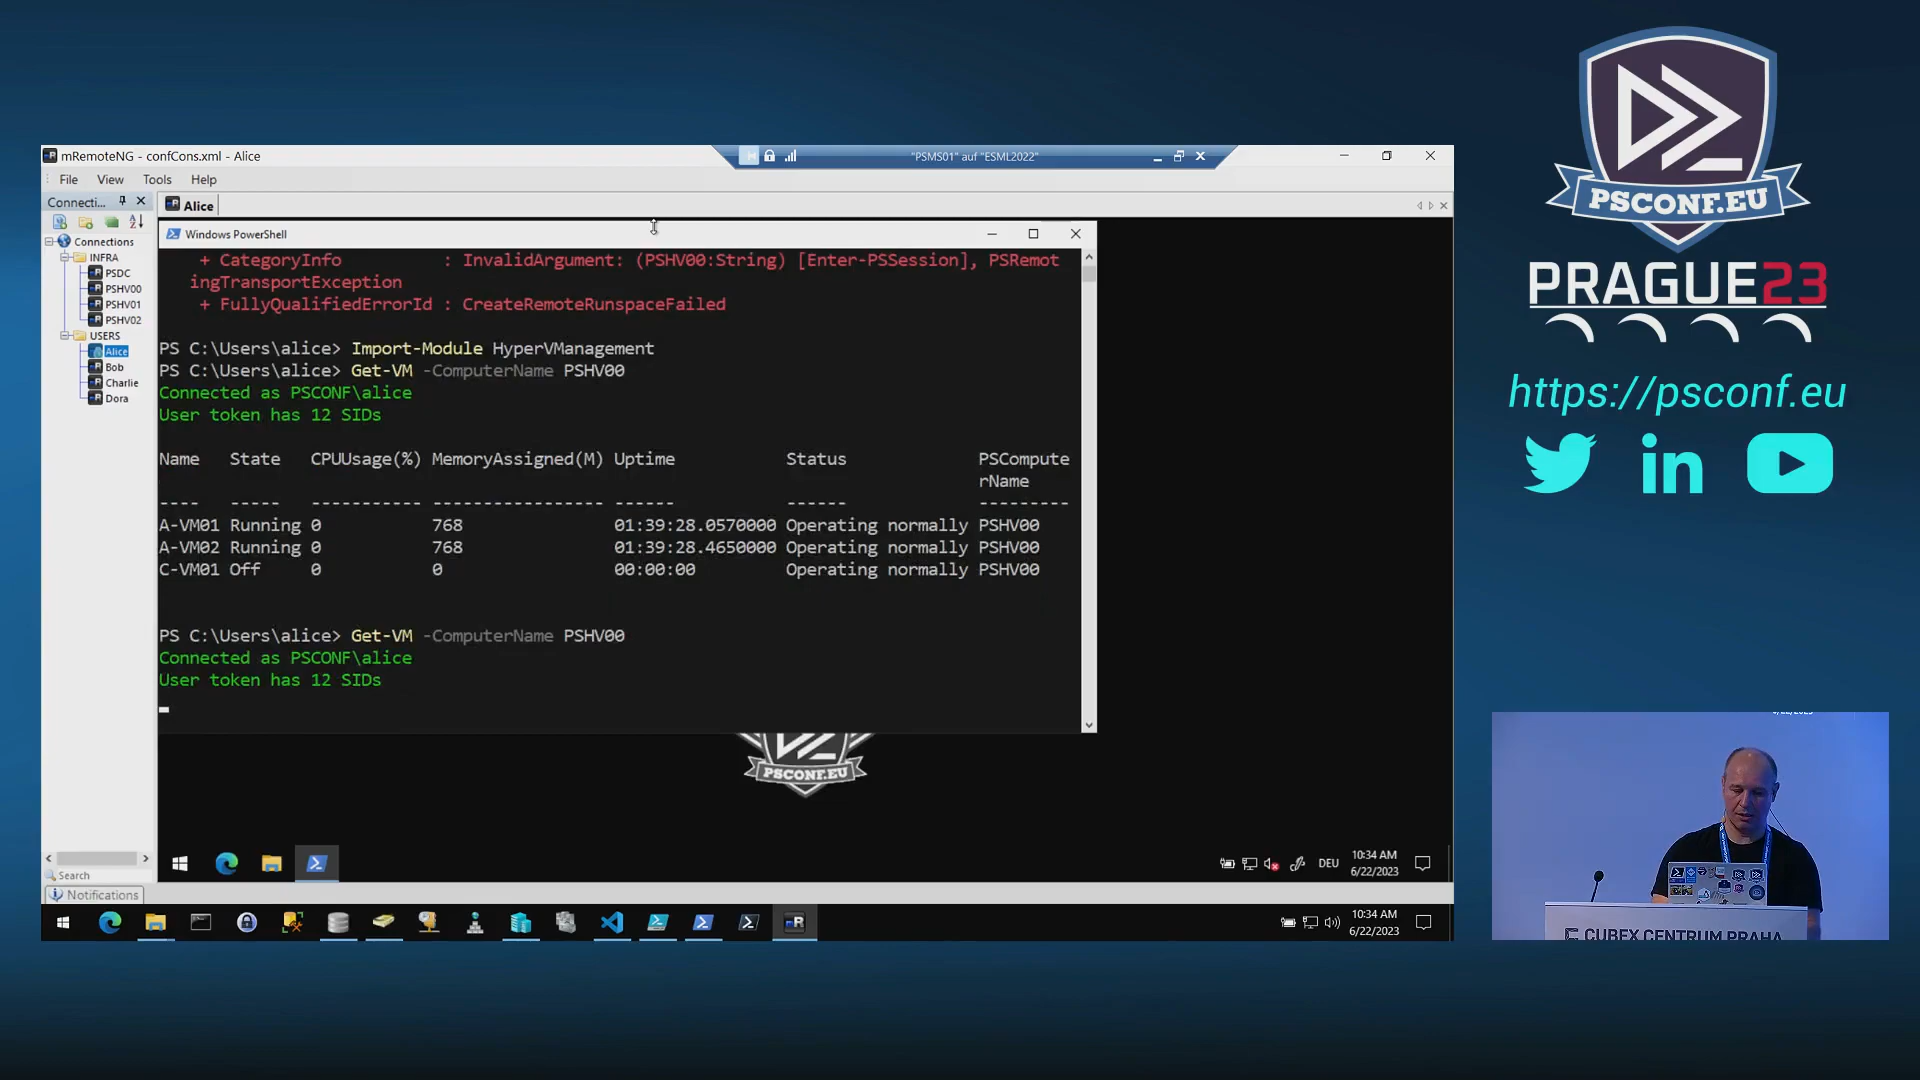 mRemoteNG - confCons.xml - Alice
"PSMS01" auf "ESML2022"
File View Tools Help
Connecti...
Alice
Connections
INFRA
PSDC
PSHV00
PSHV01
PSHV02
USERS
Alice
Bob
Charlie
Dora
Search
Notifications
Windows PowerShell
+ CategoryInfo : InvalidArgument: (PSHV00:String) [Enter-PSSession], PSRemot
ingTransportException
+ FullyQualifiedErrorId : CreateRemoteRunspaceFailed
PS C:\Users\alice> Import-Module HyperVManagement
PS C:\Users\alice> Get-VM -ComputerName PSHV00
Connected as PSCONF\alice
User token has 12 SIDs
Name State CPUUsage(%) MemoryAssigned(M) Uptime Status PSCompute
rName
---- ----- ----------- ----------------- ------ ------ ---------
A-VM01 Running 0 768 01:39:28.0570000 Operating normally PSHV00
A-VM02 Running 0 768 01:39:28.4650000 Operating normally PSHV00
C-VM01 Off 0 0 00:00:00 Operating normally PSHV00
PS C:\Users\alice> Get-VM -ComputerName PSHV00
Connected as PSCONF\alice
User token has 12 SIDs
PSCONF.EU
DEU
10:34 AM
6/22/2023
10:34 AM
6/22/2023
PSCONF.EU
PRAGUE23
https://psconf.eu
in
CUBEX CENTRUM PRAHA